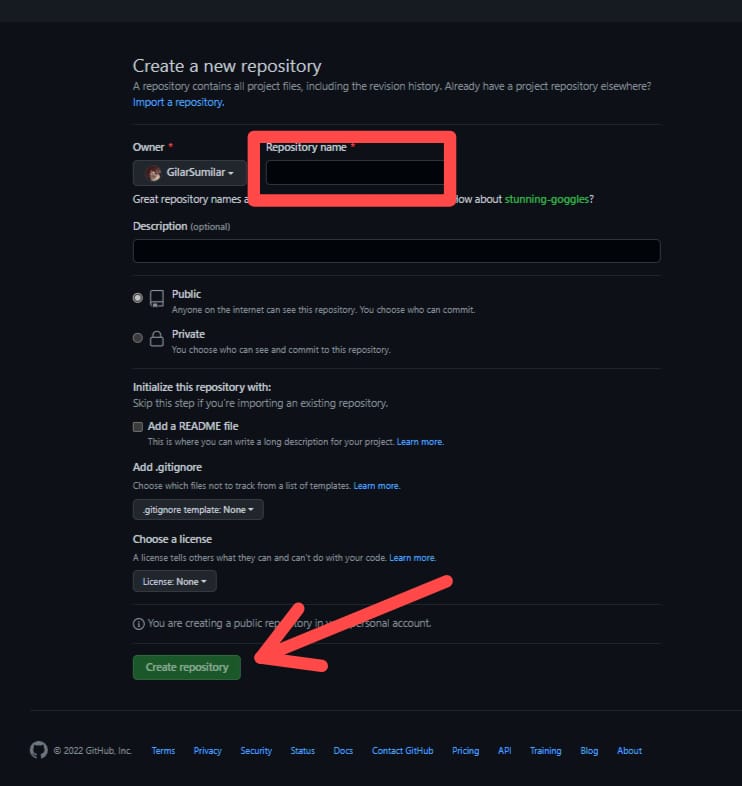 Create a new repository
A repository contains all project files, including the revision history. Already have a project repository elsewhere?
Import a repository.
Owner * Repository name *
GilarSumilar
Great repository names a ow about stunning-goggles?
Description (optional)
Public
Anyone on the internet can see this repository. You choose who can commit.
Private
You choose who can see and commit to this repository.
Initialize this repository with:
Skip this step if you're importing an existing repository.
Add a README file
This is where you can write a long description for your project. Learn more.
Add .gitignore
Choose which files not to track from a list of templates. Learn more.
.gitignore template: None
Choose a license
A license tells others what they can and can't do with your code. Learn more.
License: None
You are creating a public repository in personal account.
Create repository
© 2022 GitHub, Inc. Terms Privacy Security Status Docs Contact GitHub Pricing API Training Blog About